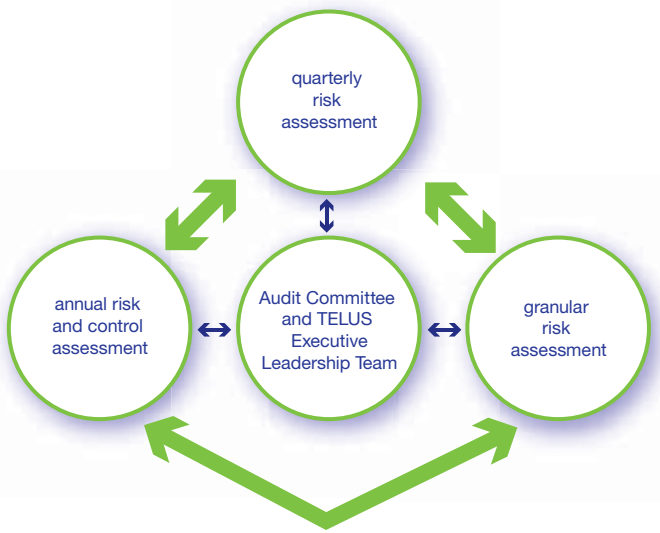 quarterly
risk
assessment
annual risk
and control
assessment
Audit Committee
and TELUS
Executive
Leadership Team
granular
risk
assessment